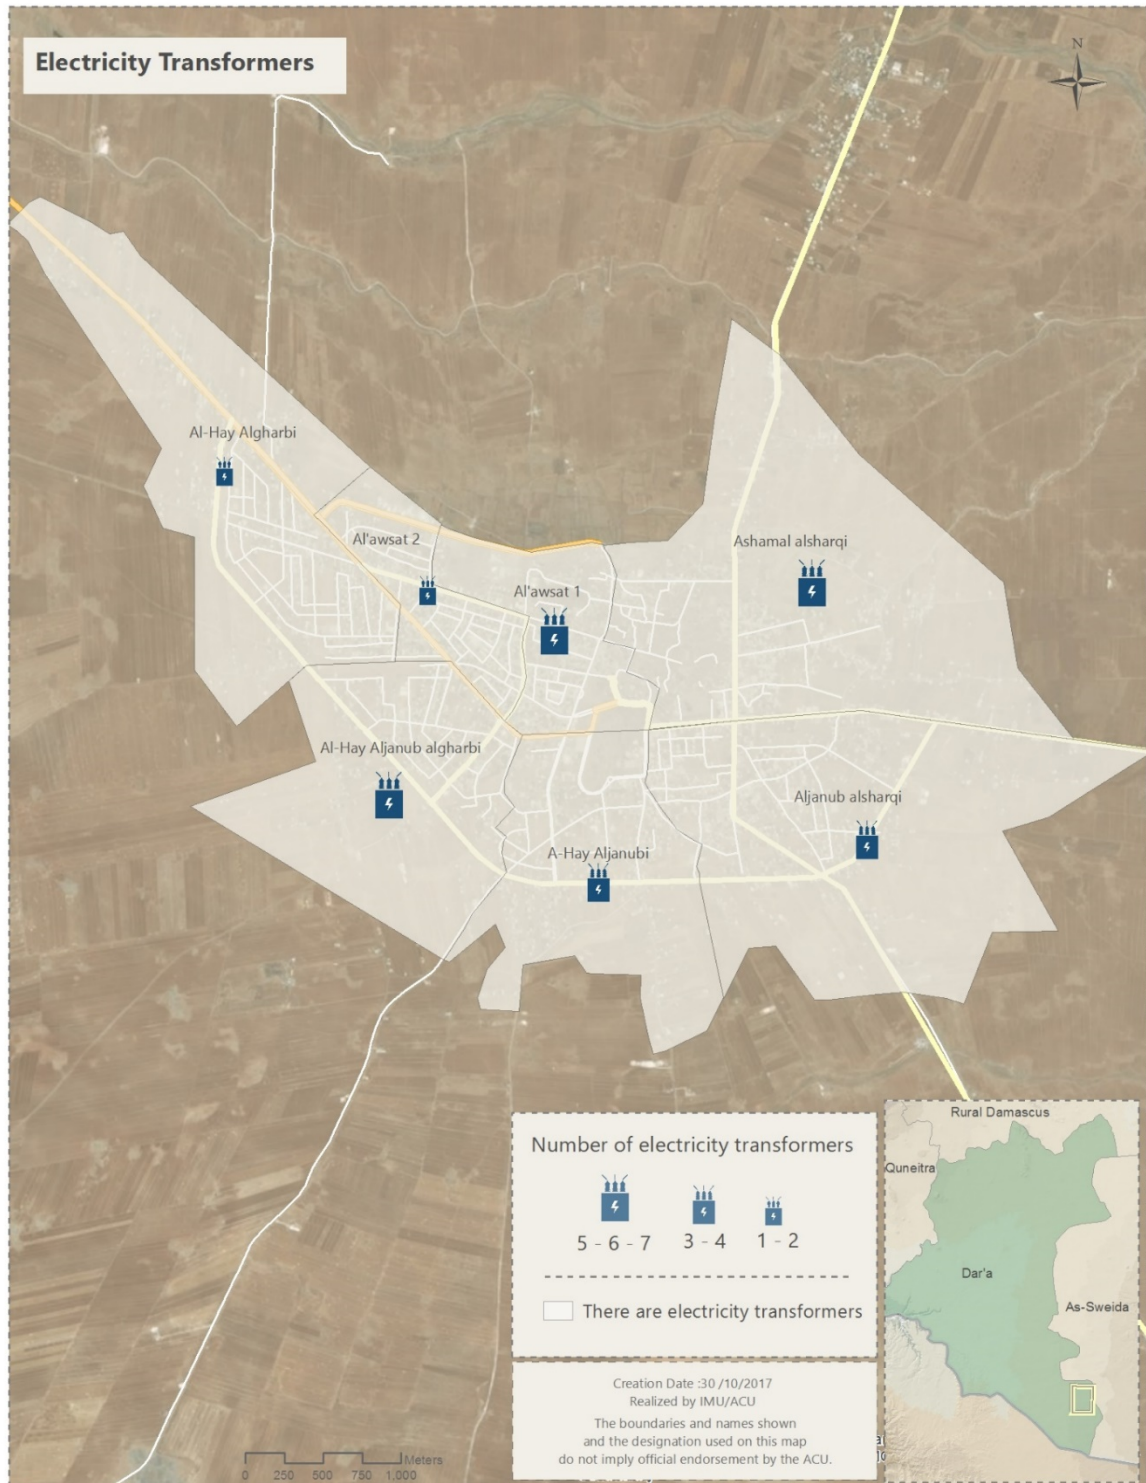 Electricity Transformers
N
Al-Hay Algharbi
Al'awsat 2
Ashamal alsharqi
Al'awsat 1
Al-Hay Aljanub algharbi
Aljanub alsharqi
A-Hay Aljanubi
Number of electricity transformers
5 - 6 - 7 3 - 4 1 - 2
There are electricity transformers
Creation Date :30 /10/2017
Realized by IMU/ACU
The boundaries and names shown
and the designation used on this map
do not imply official endorsement by the ACU.
Meters
0 250 500 750 1,000
Rural Damascus
Quneitra
Dar'a
As-Sweida